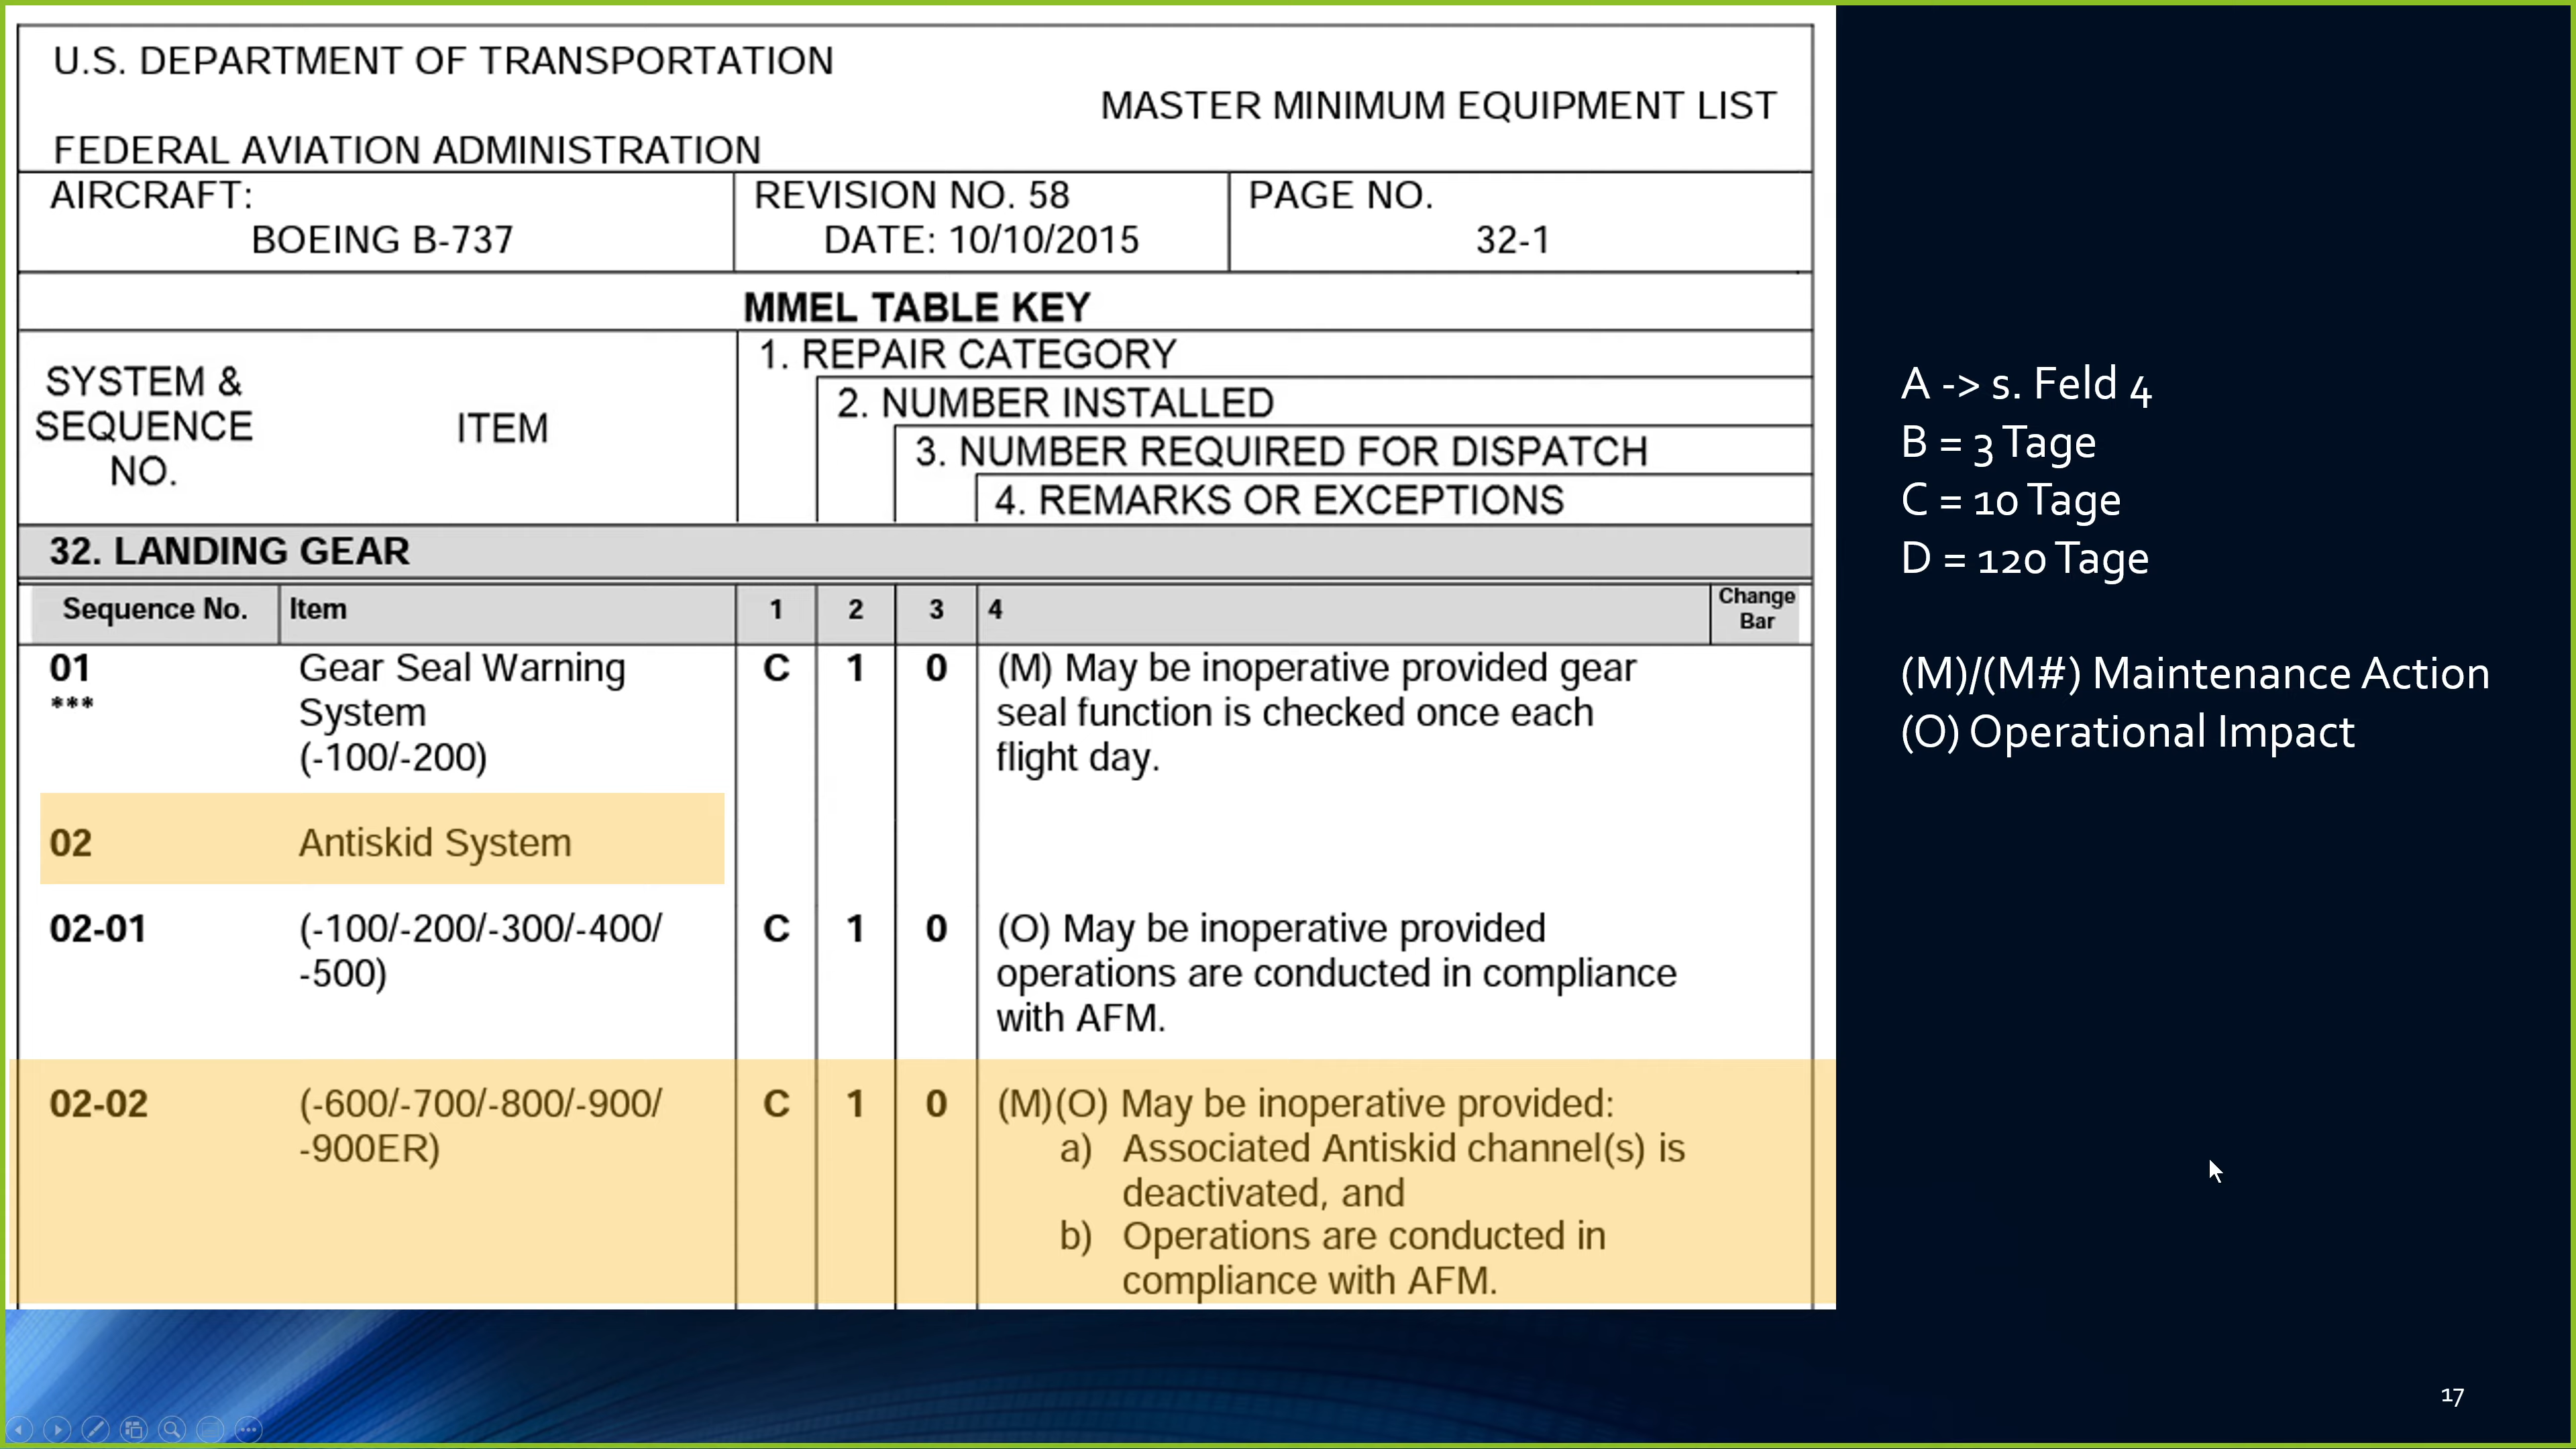 U.S. DEPARTMENT OF TRANSPORTATION
MASTER MINIMUM EQUIPMENT LIST
FEDERAL AVIATION ADMINISTRATION
AIRCRAFT:
BOEING B-737
REVISION NO. 58
DATE: 10/10/2015
PAGE NO.
32-1
MMEL TABLE KEY
SYSTEM &
SEQUENCE
NO.
ITEM
1. REPAIR CATEGORY
2. NUMBER INSTALLED
3. NUMBER REQUIRED FOR DISPATCH
4. REMARKS OR EXCEPTIONS
32. LANDING GEAR
Sequence No. Item 1 2 3 4 Change
Bar
01 Gear Seal Warning C 1 0 (M) May be inoperative provided gear
*** System seal function is checked once each
(-100/-200) flight day.
02 Antiskid System
02-01 (-100/-200/-300/-400/ C 1 0 (O) May be inoperative provided
-500) operations are conducted in compliance
with AFM.
02-02 (-600/-700/-800/-900/ C 1 0 (M)(O) May be inoperative provided:
-900ER) a) Associated Antiskid channel(s) is
deactivated, and
b) Operations are conducted in
compliance with AFM.
A -> s. Feld 4
B = 3 Tage
C = 10 Tage
D = 120 Tage
(M)/(M#) Maintenance Action
(O) Operational Impact
17